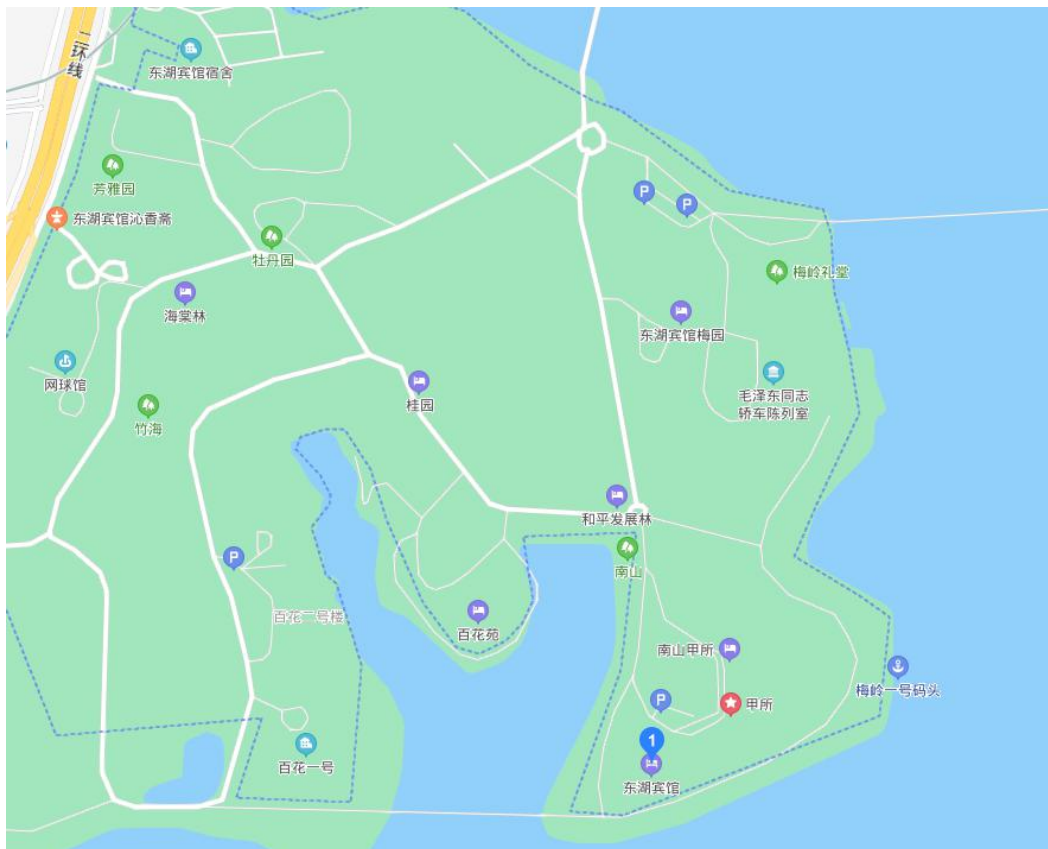 二环线
东湖宾馆宿舍
芳雅园
东湖宾馆沁香斋
牡丹园
海棠林
网球馆
竹海
桂园
P
P
梅岭礼堂
东湖宾馆梅园
毛泽东同志
轿车陈列室
和平发展林
南山
P
百花二号楼
百花苑
南山甲所
梅岭一号码头
P
甲所
1
东湖宾馆
百花一号